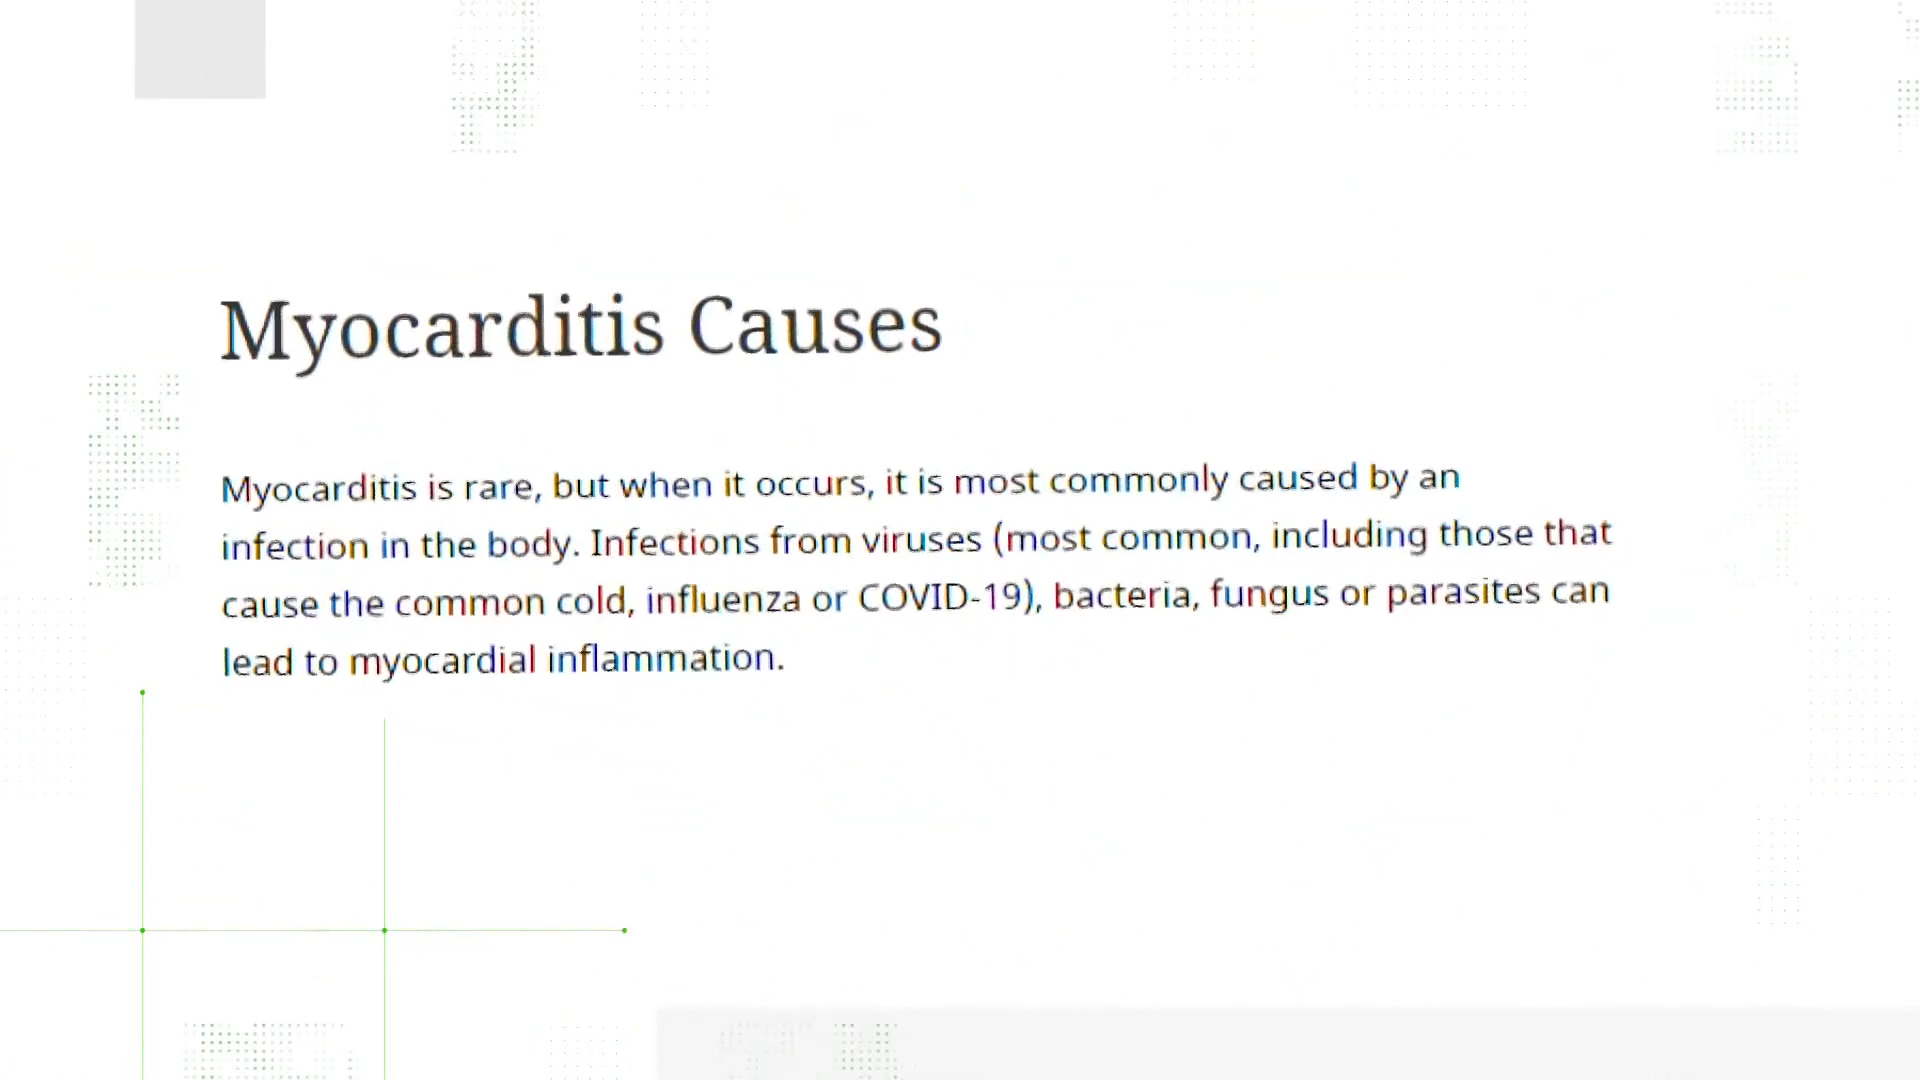 Myocarditis Causes
Myocarditis is rare, but when it occurs, it is most commonly caused by an
infection in the body. Infections from viruses (most common, including those that
cause the common cold, influenza or COVID-19), bacteria, fungus or parasites can
lead to myocardial inflammation.